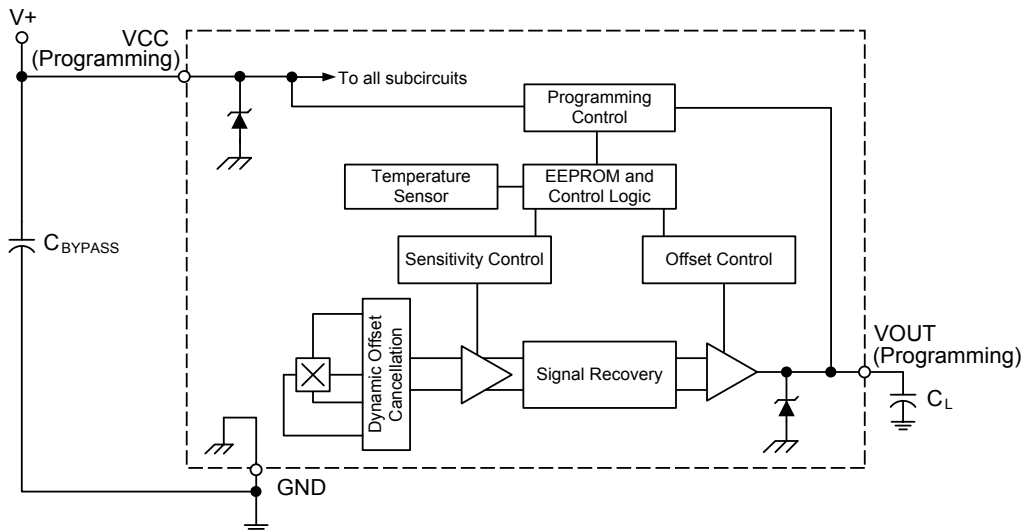 V+
VCC
(Programming)
To all subcircuits
Programming
Control
Temperature
Sensor
EEPROM and
Control Logic
CBYPASS
Sensitivity Control
Offset Control
Dynamic Offset
Cancellation
Signal Recovery
VOUT
(Programming)
CL
GND